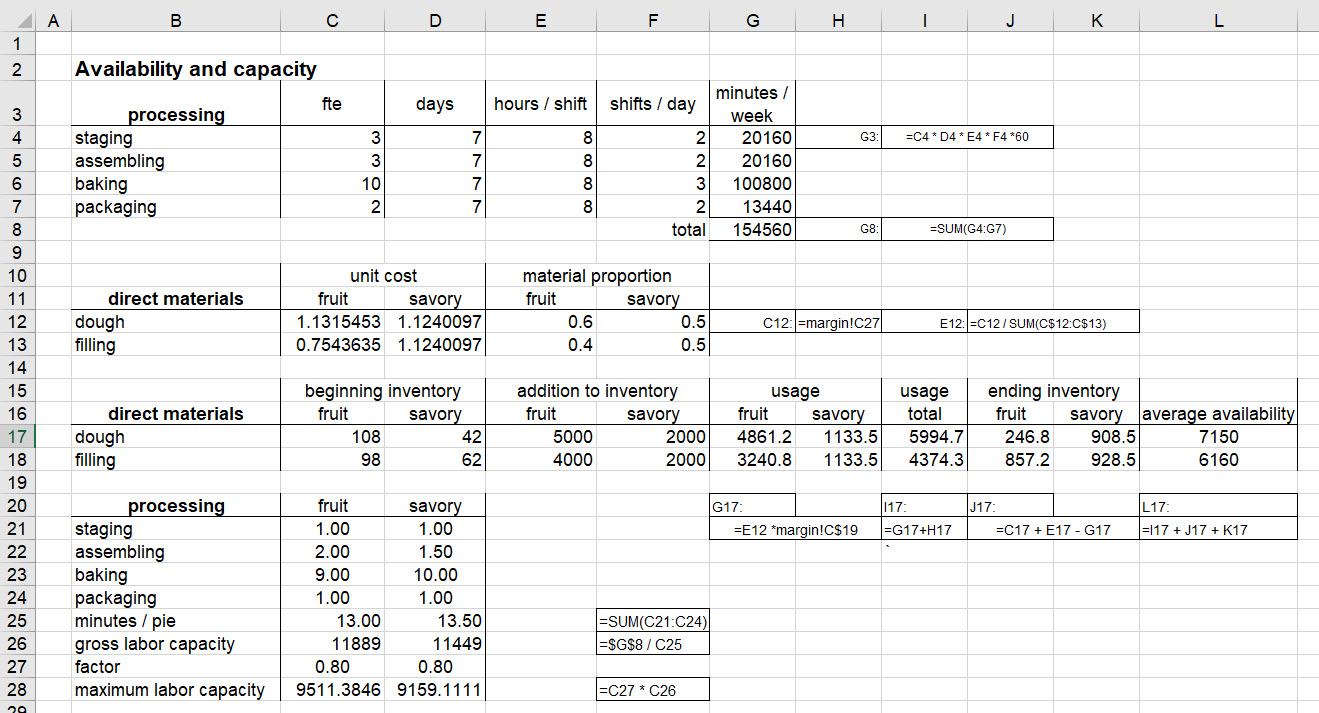 A B C D E F G H I J K L
1
2 Availability and capacity
3 processing fte days hours / shift shifts / day minutes / week
4 staging 3 7 8 2 20160 G3: =C4 * D4 * E4 * F4 *60
5 assembling 3 7 8 2 20160
6 baking 10 7 8 3 100800
7 packaging 2 7 8 2 13440
8 total 154560 G8: =SUM(G4:G7)
9
10 unit cost material proportion
11 direct materials fruit savory fruit savory
12 dough 1.1315453 1.1240097 0.6 0.5 C12: =margin!C27 E12: =C12 / SUM(C$12:C$13)
13 filling 0.7543635 1.1240097 0.4 0.5
14
15 beginning inventory addition to inventory usage usage ending inventory
16 direct materials fruit savory fruit savory fruit savory total fruit savory average availability
17 dough 108 42 5000 2000 4861.2 1133.5 5994.7 246.8 908.5 7150
18 filling 98 62 4000 2000 3240.8 1133.5 4374.3 857.2 928.5 6160
19
20 processing fruit savory G17: I17: J17: L17:
21 staging 1.00 1.00 =E12 *margin!C$19 =G17+H17 =C17 + E17 - G17 =I17 + J17 + K17
22 assembling 2.00 1.50 `
23 baking 9.00 10.00
24 packaging 1.00 1.00
25 minutes / pie 13.00 13.50 =SUM(C21:C24)
26 gross labor capacity 11889 11449 =$G$8 / C25
27 factor 0.80 0.80
28 maximum labor capacity 9511.3846 9159.1111 =C27 * C26
29